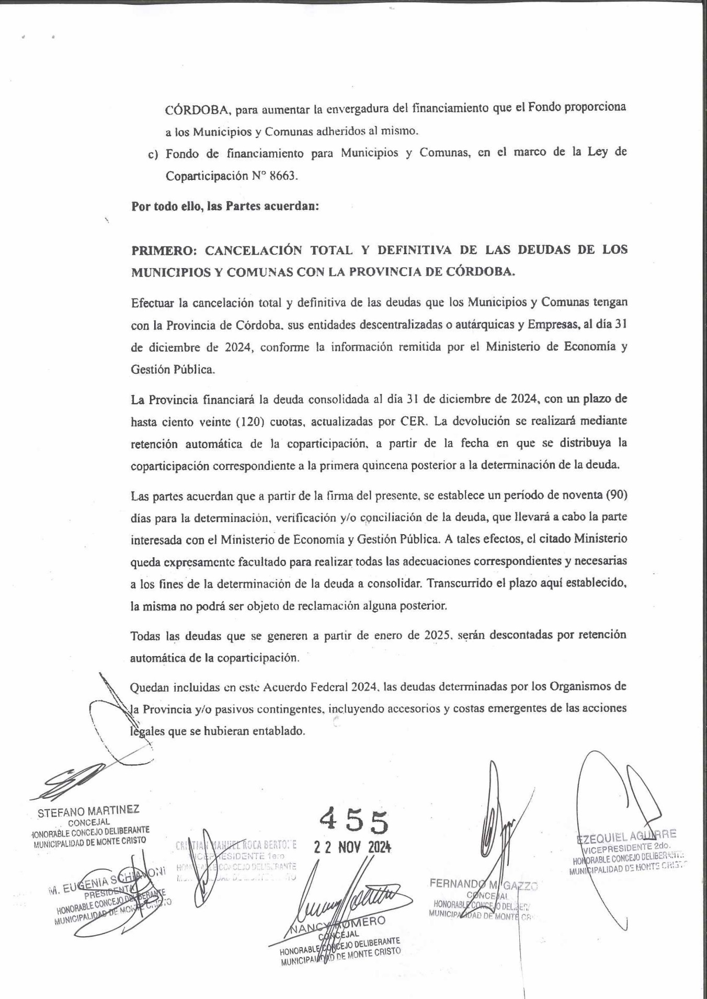 CÓRDOBA, para aumentar la envergadura del financiamiento que el Fondo proporciona
a los Municipios y Comunas adheridos al mismo.
c) Fondo de financiamiento para Municipios y Comunas, en el marco de la Ley de
Coparticipación N° 8663.
Por todo ello, las Partes acuerdan:
PRIMERO: CANCELACIÓN TOTAL Y DEFINITIVA DE LAS DEUDAS DE LOS
MUNICIPIOS Y COMUNAS CON LA PROVINCIA DE CÓRDOBA.
Efectuar la cancelación total y definitiva de las deudas que los Municipios y Comunas tengan
con la Provincia de Córdoba, sus entidades descentralizadas o autárquicas y Empresas, al día 31
de diciembre de 2024, conforme la información remitida por el Ministerio de Economía y
Gestión Pública.
La Provincia financiará la deuda consolidada al día 31 de diciembre de 2024, con un plazo de
hasta ciento veinte (120) cuotas, actualizadas por CER. La devolución se realizará mediante
retención automática de la coparticipación, a partir de la fecha en que se distribuya la
coparticipación correspondiente a la primera quincena posterior a la determinación de la deuda.
Las partes acuerdan que a partir de la firma del presente, se establece un período de noventa (90)
días para la determinación, verificación y/o conciliación de la deuda, que llevará a cabo la parte
interesada con el Ministerio de Economía y Gestión Pública. A tales efectos, el citado Ministerio
queda expresamente facultado para realizar todas las adecuaciones correspondientes y necesarias
a los fines de la determinación de la deuda a consolidar. Transcurrido el plazo aquí establecido,
la misma no podrá ser objeto de reclamación alguna posterior.
Todas las deudas que se generen a partir de enero de 2025, serán descontadas por retención
automática de la coparticipación.
Quedan incluidas en este Acuerdo Federal 2024, las deudas determinadas por los Organismos de
la Provincia y/o pasivos contingentes, incluyendo accesorios y costas emergentes de las acciones
legales que se hubieran entablado.
STEFANO MARTINEZ
CONCEJAL
HONORABLE CONCEJO DELIBERANTE
MUNICIPALIDAD DE MONTE CRISTO
M. EUGENIA SCHIAVONI
PRESIDENTA
HONORABLE CONCEJO DELIBERANTE
MUNICIPALIDAD DE MONTE CRISTO
CRISTIAN MANUEL ROCA BERTONE
VICEPRESIDENTE 1ero
HONORABLE CONCEJO DELIBERANTE
MUNICIPALIDAD DE MONTE CRISTO
455
22 NOV 2024
NANCY ROMERO
CONCEJAL
HONORABLE CONCEJO DELIBERANTE
MUNICIPALIDAD DE MONTE CRISTO
FERNANDO M. GAZZO
CONCEJAL
HONORABLE CONCEJO DELIBER
MUNICIPALIDAD DE MONTE CR
EZEQUIEL AGUIRRE
VICEPRESIDENTE 2do.
HONORABLE CONCEJO DELIBERANTE
MUNICIPALIDAD DE MONTE CRISTO